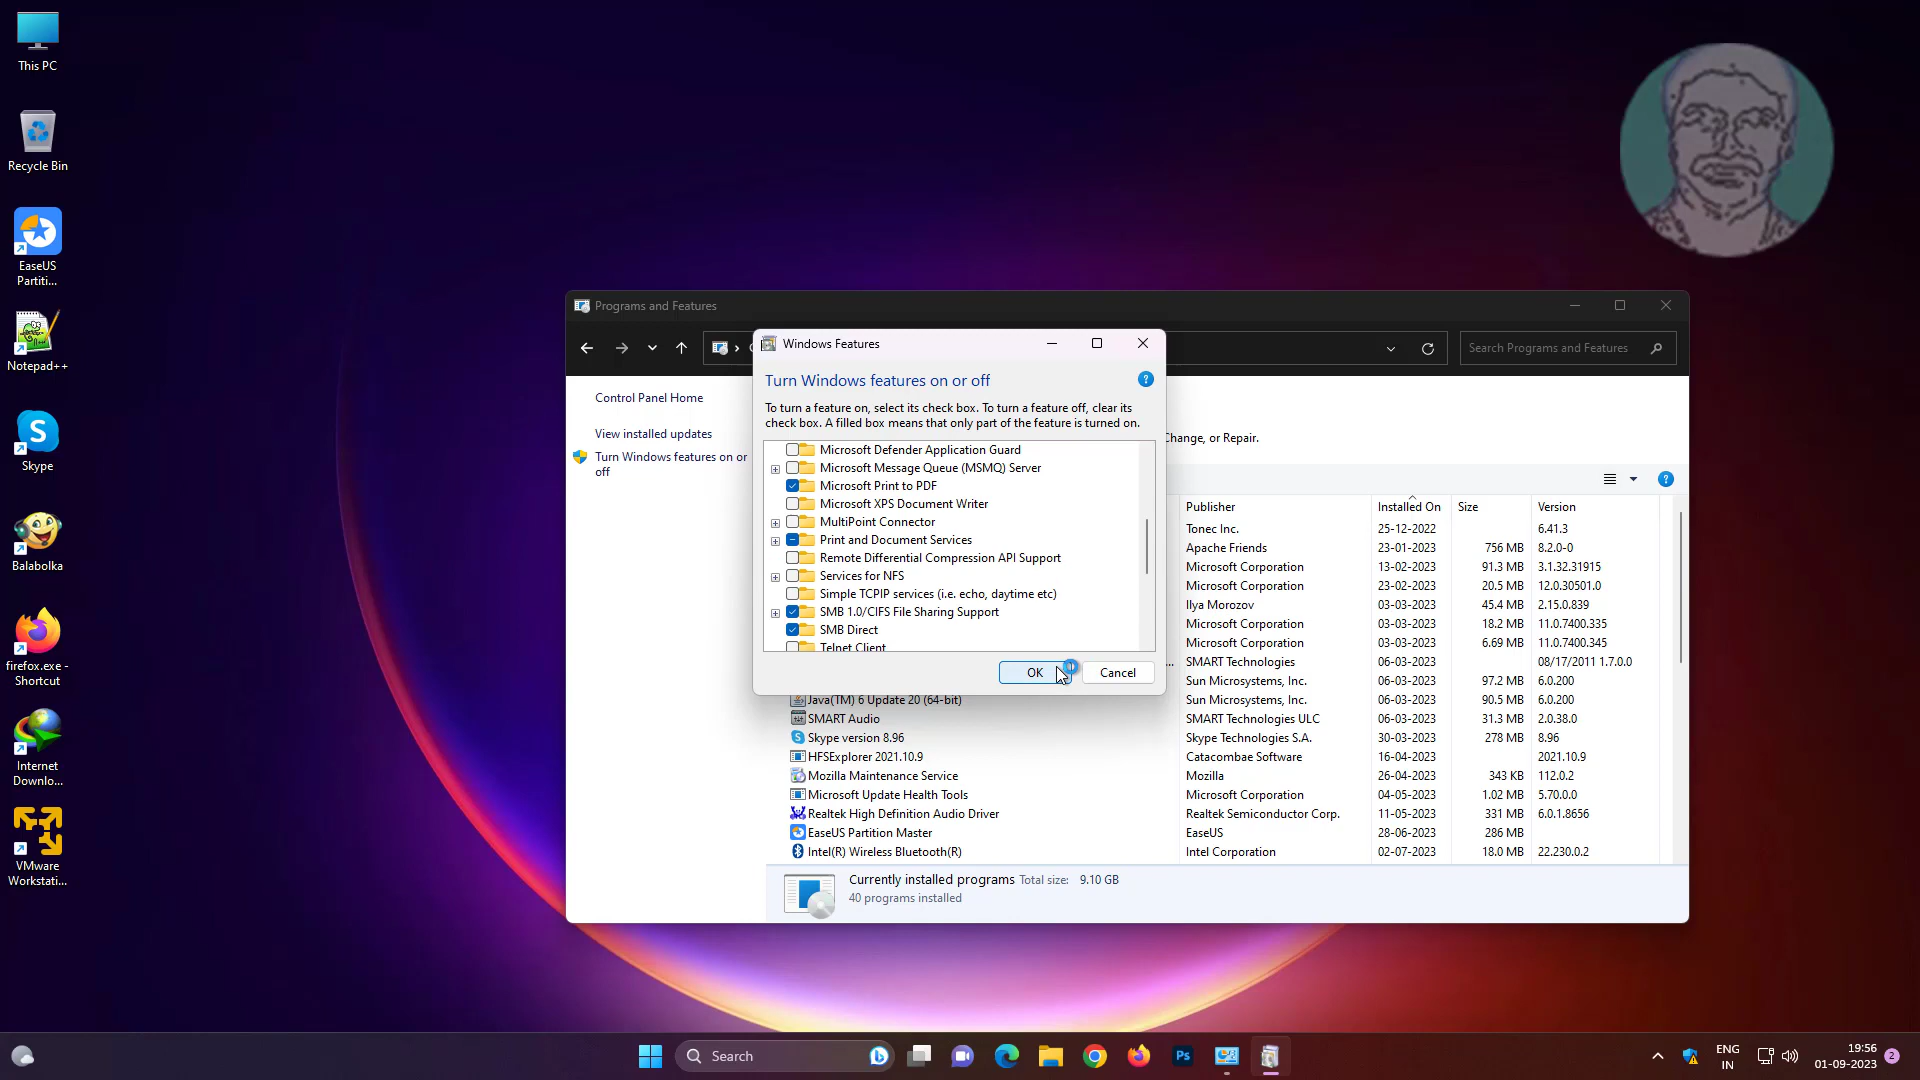 This PC
Recycle Bin
EaseUS
Partiti...
Notepad++
Skype
Balabolka
firefox.exe -
Shortcut
Internet
Downlo...
VMware
Workstati...
Programs and Features
Search Programs and Features
Control Panel Home
View installed updates
Turn Windows features on or
off
Change, or Repair.
Windows Features
Turn Windows features on or off
To turn a feature on, select its check box. To turn a feature off, clear its
check box. A filled box means that only part of the feature is turned on.
Microsoft Defender Application Guard
Microsoft Message Queue (MSMQ) Server
Microsoft Print to PDF
Microsoft XPS Document Writer
MultiPoint Connector
Print and Document Services
Remote Differential Compression API Support
Services for NFS
Simple TCPIP services (i.e. echo, daytime etc)
SMB 1.0/CIFS File Sharing Support
SMB Direct
Telnet Client
OK Cancel
Publisher Installed On Size Version
Tonec Inc. 25-12-2022 6.41.3
Apache Friends 23-01-2023 756 MB 8.2.0-0
Microsoft Corporation 13-02-2023 91.3 MB 3.1.32.31915
Microsoft Corporation 23-02-2023 20.5 MB 12.0.30501.0
Ilya Morozov 03-03-2023 45.4 MB 2.15.0.839
Microsoft Corporation 03-03-2023 18.2 MB 11.0.7400.335
Microsoft Corporation 03-03-2023 6.69 MB 11.0.7400.345
SMART Technologies 06-03-2023 08/17/2011 1.7.0.0
Sun Microsystems, Inc. 06-03-2023 97.2 MB 6.0.200
Java(TM) 6 Update 20 (64-bit) Sun Microsystems, Inc. 06-03-2023 90.5 MB 6.0.200
SMART Audio SMART Technologies ULC 06-03-2023 31.3 MB 2.0.38.0
Skype version 8.96 Skype Technologies S.A. 30-03-2023 278 MB 8.96
HFSExplorer 2021.10.9 Catacombae Software 16-04-2023 2021.10.9
Mozilla Maintenance Service Mozilla 26-04-2023 343 KB 112.0.2
Microsoft Update Health Tools Microsoft Corporation 04-05-2023 1.02 MB 5.70.0.0
Realtek High Definition Audio Driver Realtek Semiconductor Corp. 11-05-2023 331 MB 6.0.1.8656
EaseUS Partition Master EaseUS 28-06-2023 286 MB
Intel(R) Wireless Bluetooth(R) Intel Corporation 02-07-2023 18.0 MB 22.230.0.2
Currently installed programs Total size: 9.10 GB
40 programs installed
Search
Ps
ENG
IN
19:56
01-09-2023
2